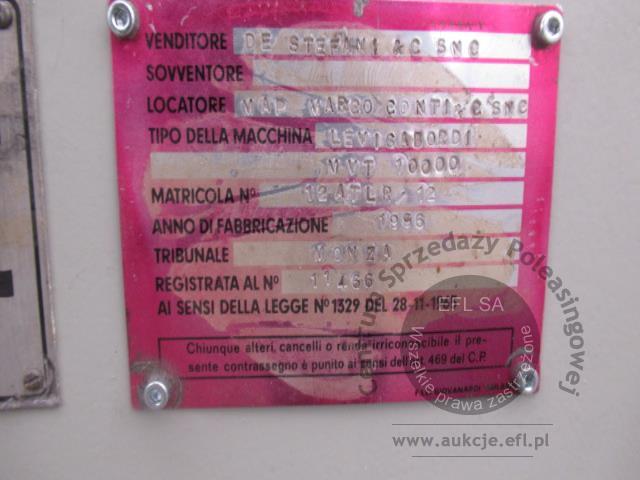 VENDITORE DE STEFANI &C SNC
SOVVENTORE
LOCATORE MAP MARCO CONTI &C SNC
TIPO DELLA MACCHINA LEVIGABORDI
MVT 10000
MATRICOLA N° 12 ATLR 12
ANNO DI FABBRICAZIONE 1996
TRIBUNALE MONZA
REGISTRATA AL N° 11466
AI SENSI DELLA LEGGE N° 1329 DEL 28-11-1965
Chiunque alteri, cancelli o renda irriconoscibile il pre-
sente contrassegno è punito ai sensi dell'art. 469 del C.P.
Centrum Sprzedaży Poleasingowej
EFL SA
Wszelkie prawa zastrzeżone
www.aukcje.efl.pl